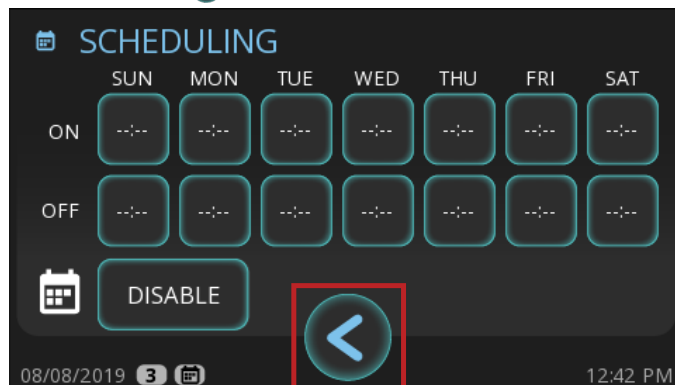 SCHEDULING
SUN MON TUE WED THU FRI SAT
ON --:-- --:-- --:-- --:-- --:-- --:-- --:--
OFF --:-- --:-- --:-- --:-- --:-- --:-- --:--
DISABLE
08/08/2019 3 12:42 PM